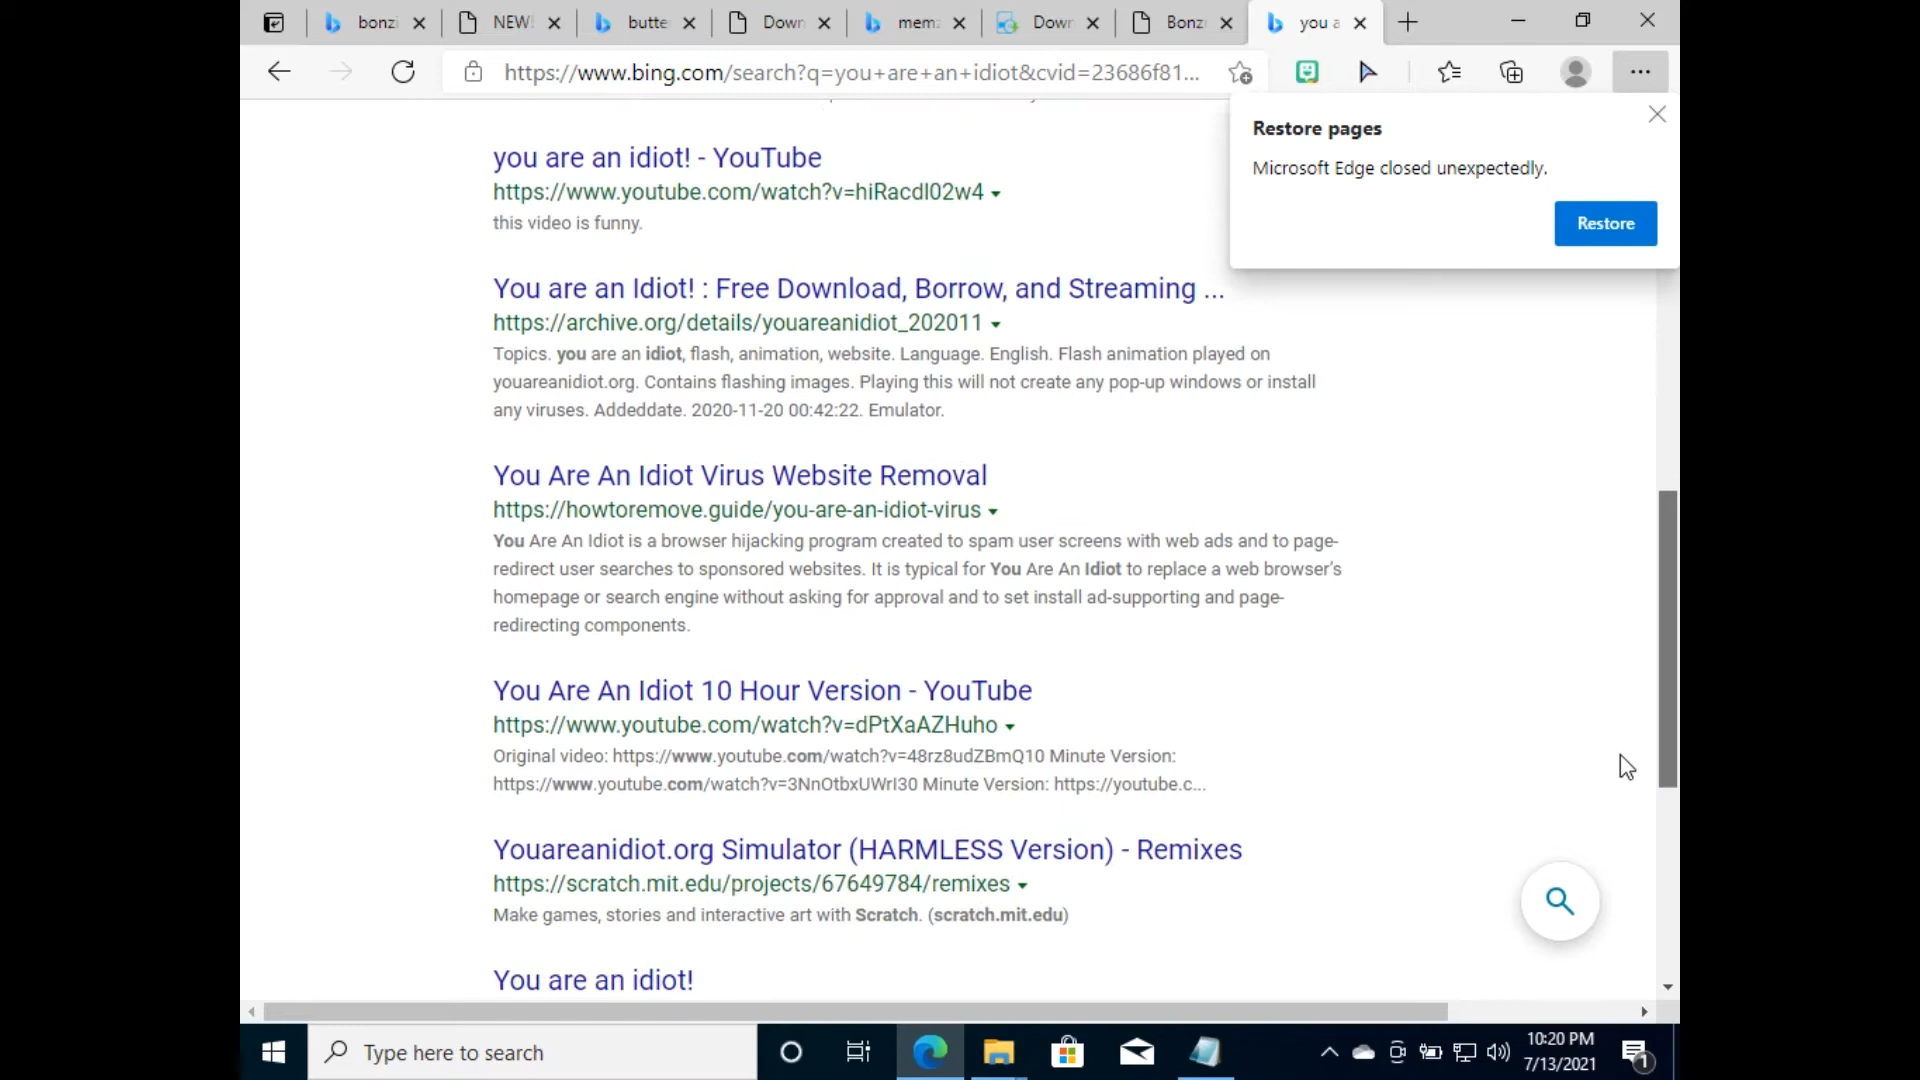 bonzi
NEW!
butte
Down
mem
Down
Bonzi
you a
https://www.bing.com/search?q=you+are+an+idiot&cvid=23686f81...
Restore pages
Microsoft Edge closed unexpectedly.
Restore
you are an idiot! - YouTube
https://www.youtube.com/watch?v=hiRacdl02w4
this video is funny.
You are an Idiot! : Free Download, Borrow, and Streaming ...
https://archive.org/details/youareanidiot_202011
Topics. you are an idiot, flash, animation, website. Language. English. Flash animation played on
youareanidiot.org. Contains flashing images. Playing this will not create any pop-up windows or install
any viruses. Addeddate. 2020-11-20 00:42:22. Emulator.
You Are An Idiot Virus Website Removal
https://howtoremove.guide/you-are-an-idiot-virus
You Are An Idiot is a browser hijacking program created to spam user screens with web ads and to page-
redirect user searches to sponsored websites. It is typical for You Are An Idiot to replace a web browser's
homepage or search engine without asking for approval and to set install ad-supporting and page-
redirecting components.
You Are An Idiot 10 Hour Version - YouTube
https://www.youtube.com/watch?v=dPtXaAZHuho
Original video: https://www.youtube.com/watch?v=48rz8udZBmQ10 Minute Version:
https://www.youtube.com/watch?v=3NnOtbxUWrI30 Minute Version: https://youtube.c...
Youareanidiot.org Simulator (HARMLESS Version) - Remixes
https://scratch.mit.edu/projects/67649784/remixes
Make games, stories and interactive art with Scratch. (scratch.mit.edu)
You are an idiot!
Type here to search
10:20 PM
7/13/2021
1